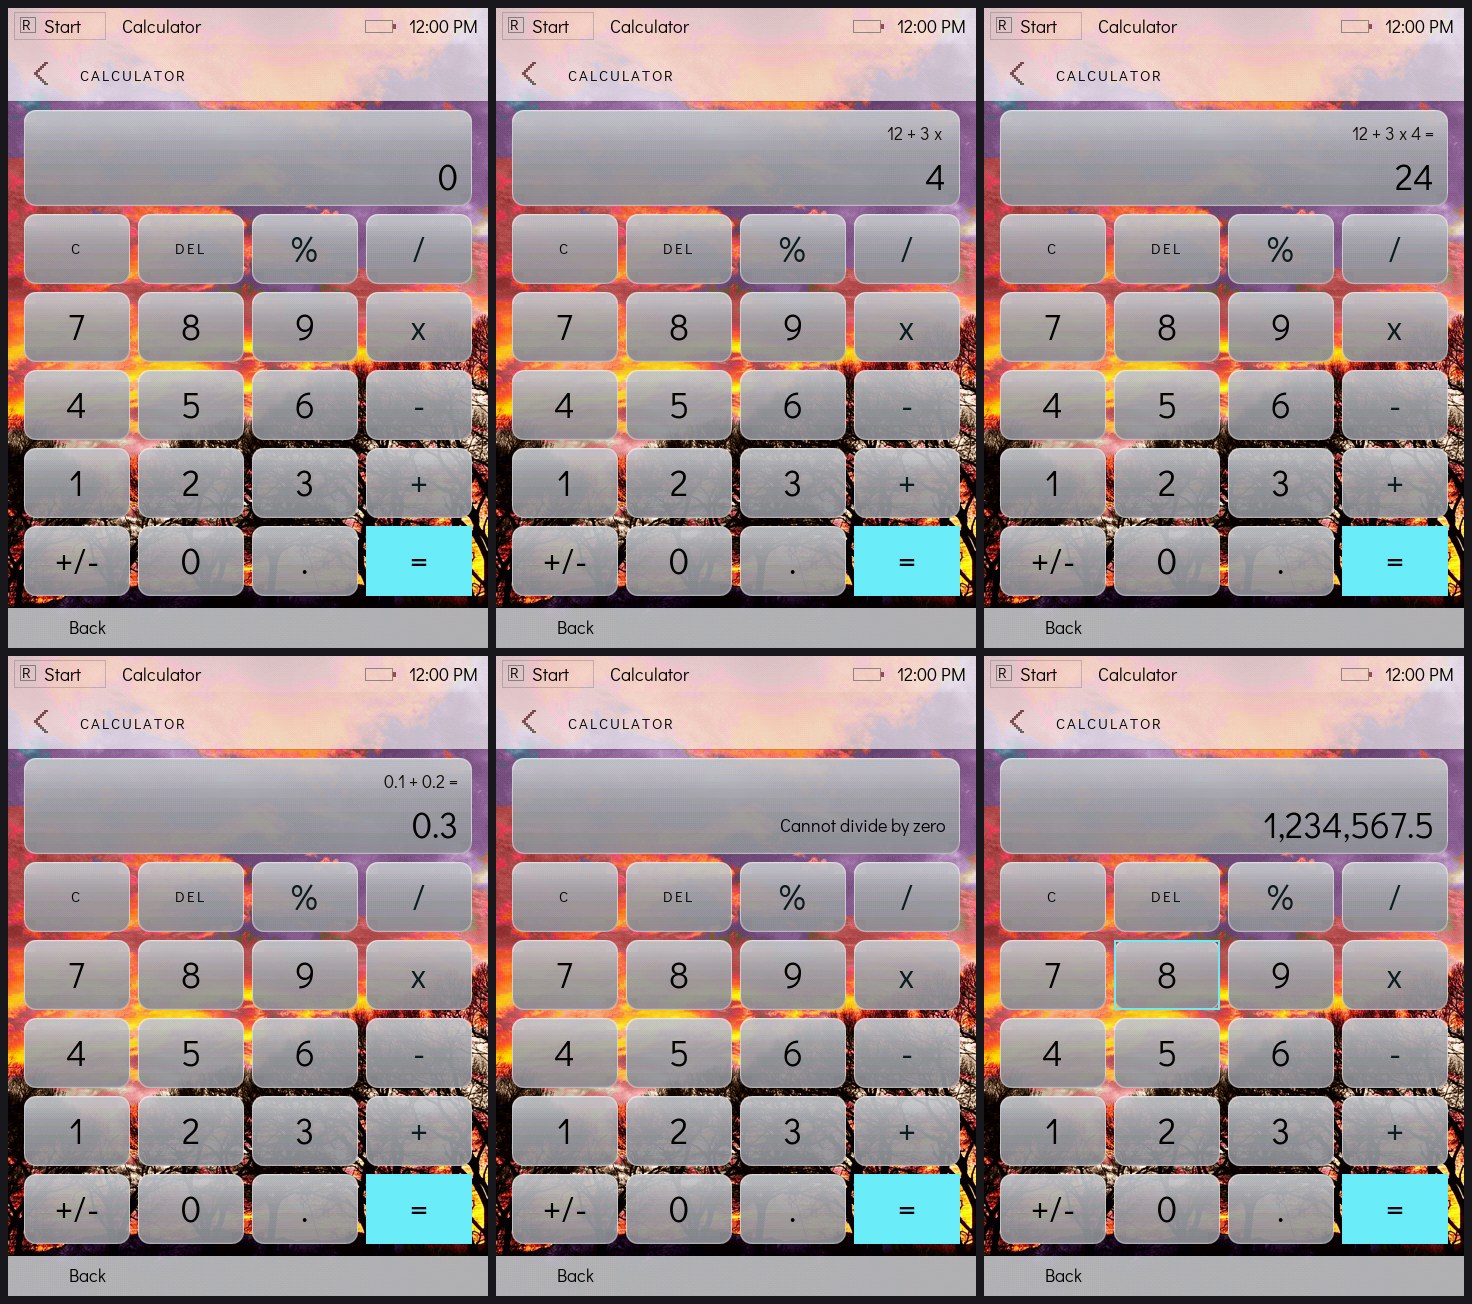 R Start Calculator 12:00 PM
CALCULATOR
0
C DEL % /
7 8 9 x
4 5 6 -
1 2 3 +
+/- 0 . =
Back
R Start Calculator 12:00 PM
CALCULATOR
12 + 3 x
4
C DEL % /
7 8 9 x
4 5 6 -
1 2 3 +
+/- 0 . =
Back
R Start Calculator 12:00 PM
CALCULATOR
12 + 3 x 4 =
24
C DEL % /
7 8 9 x
4 5 6 -
1 2 3 +
+/- 0 . =
Back
R Start Calculator 12:00 PM
CALCULATOR
0.1 + 0.2 =
0.3
C DEL % /
7 8 9 x
4 5 6 -
1 2 3 +
+/- 0 . =
Back
R Start Calculator 12:00 PM
CALCULATOR
Cannot divide by zero
C DEL % /
7 8 9 x
4 5 6 -
1 2 3 +
+/- 0 . =
Back
R Start Calculator 12:00 PM
CALCULATOR
1,234,567.5
C DEL % /
7 8 9 x
4 5 6 -
1 2 3 +
+/- 0 . =
Back